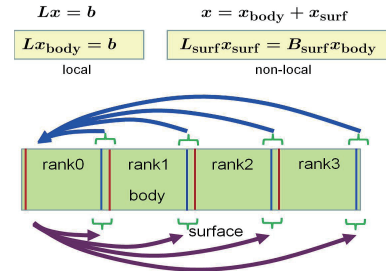 Lx = b
x = x_body + x_surf
Lx_body = b
L_surf x_surf = B_surf x_body
local
non-local
rank0 rank1 rank2 rank3
body
surface